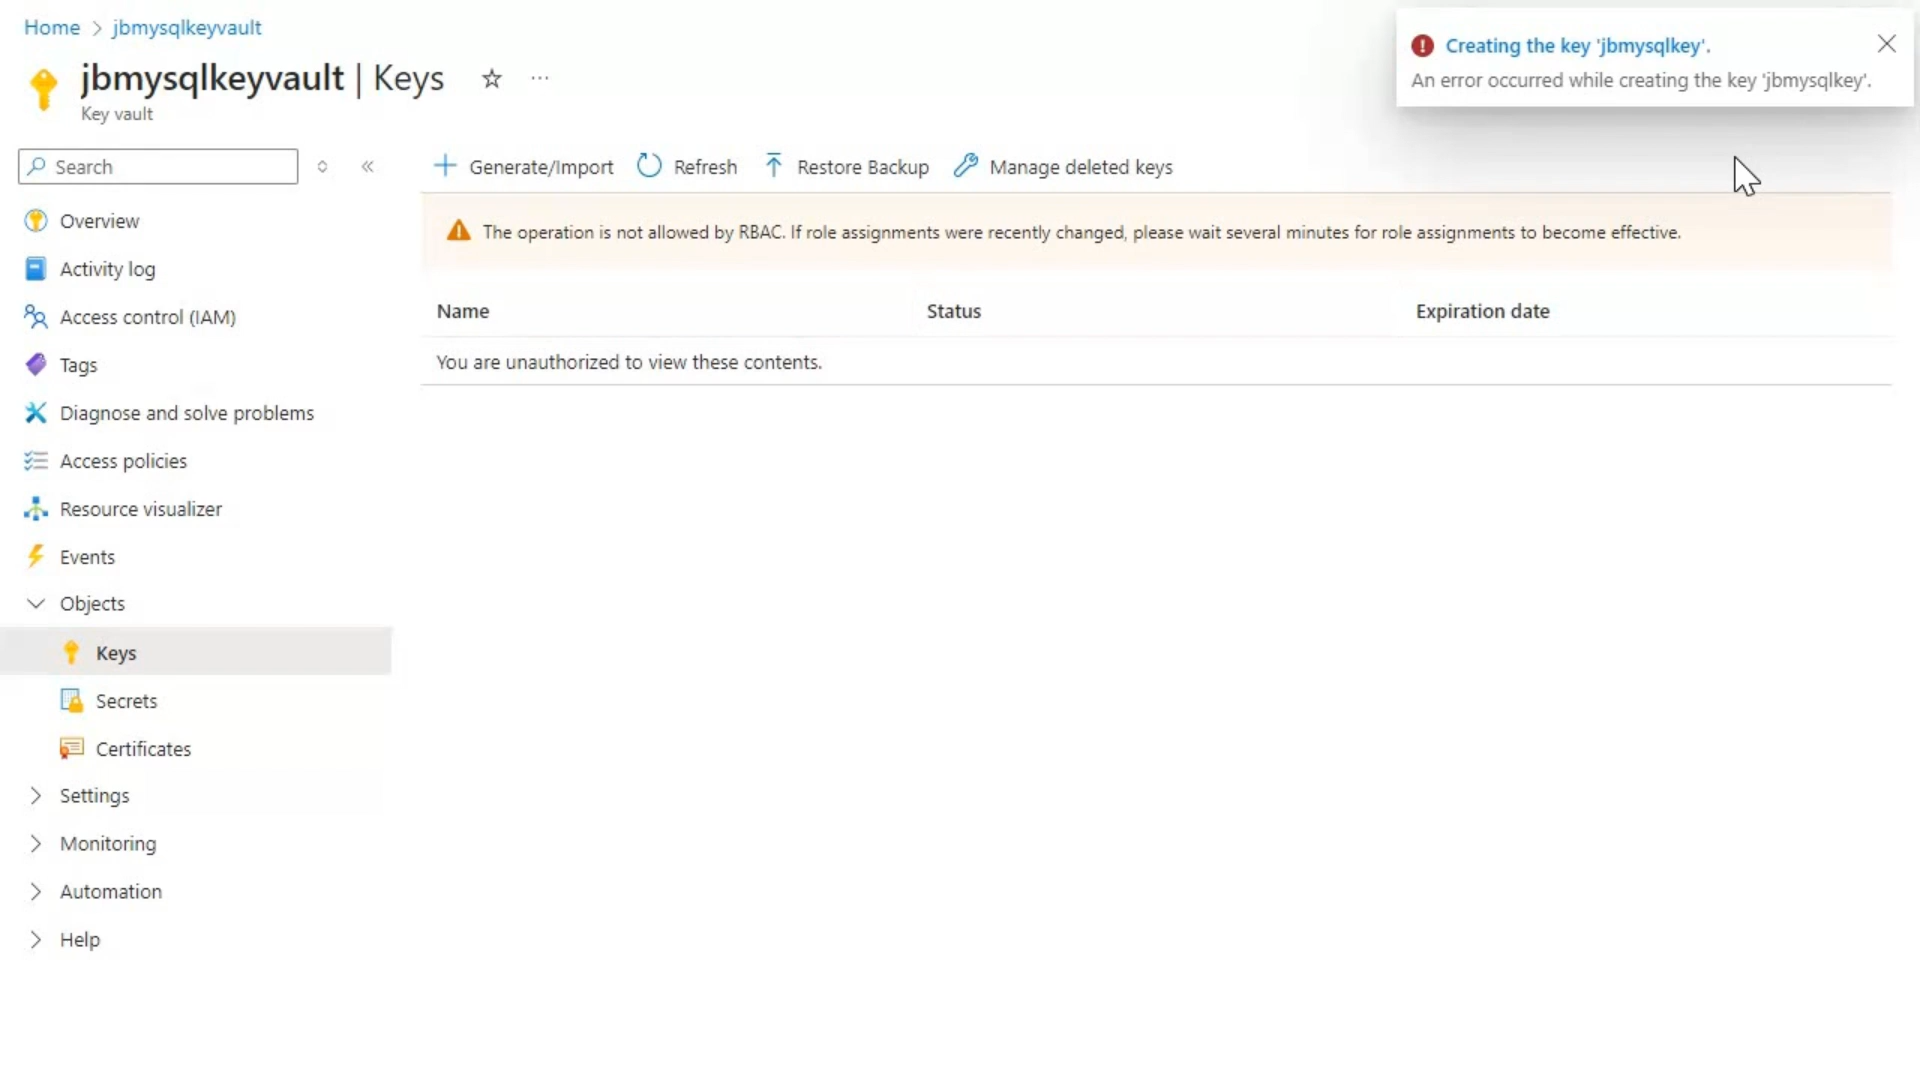 Home > jbmysqlkeyvault
jbmysqlkeyvault | Keys ☆ ...
Key vault
Creating the key 'jbmysqlkey'.
An error occurred while creating the key 'jbmysqlkey'.
Search
Overview
Activity log
Access control (IAM)
Tags
Diagnose and solve problems
Access policies
Resource visualizer
Events
Objects
Keys
Secrets
Certificates
Settings
Monitoring
Automation
Help
Generate/Import Refresh Restore Backup Manage deleted keys
The operation is not allowed by RBAC. If role assignments were recently changed, please wait several minutes for role assignments to become effective.
Name Status Expiration date
You are unauthorized to view these contents.